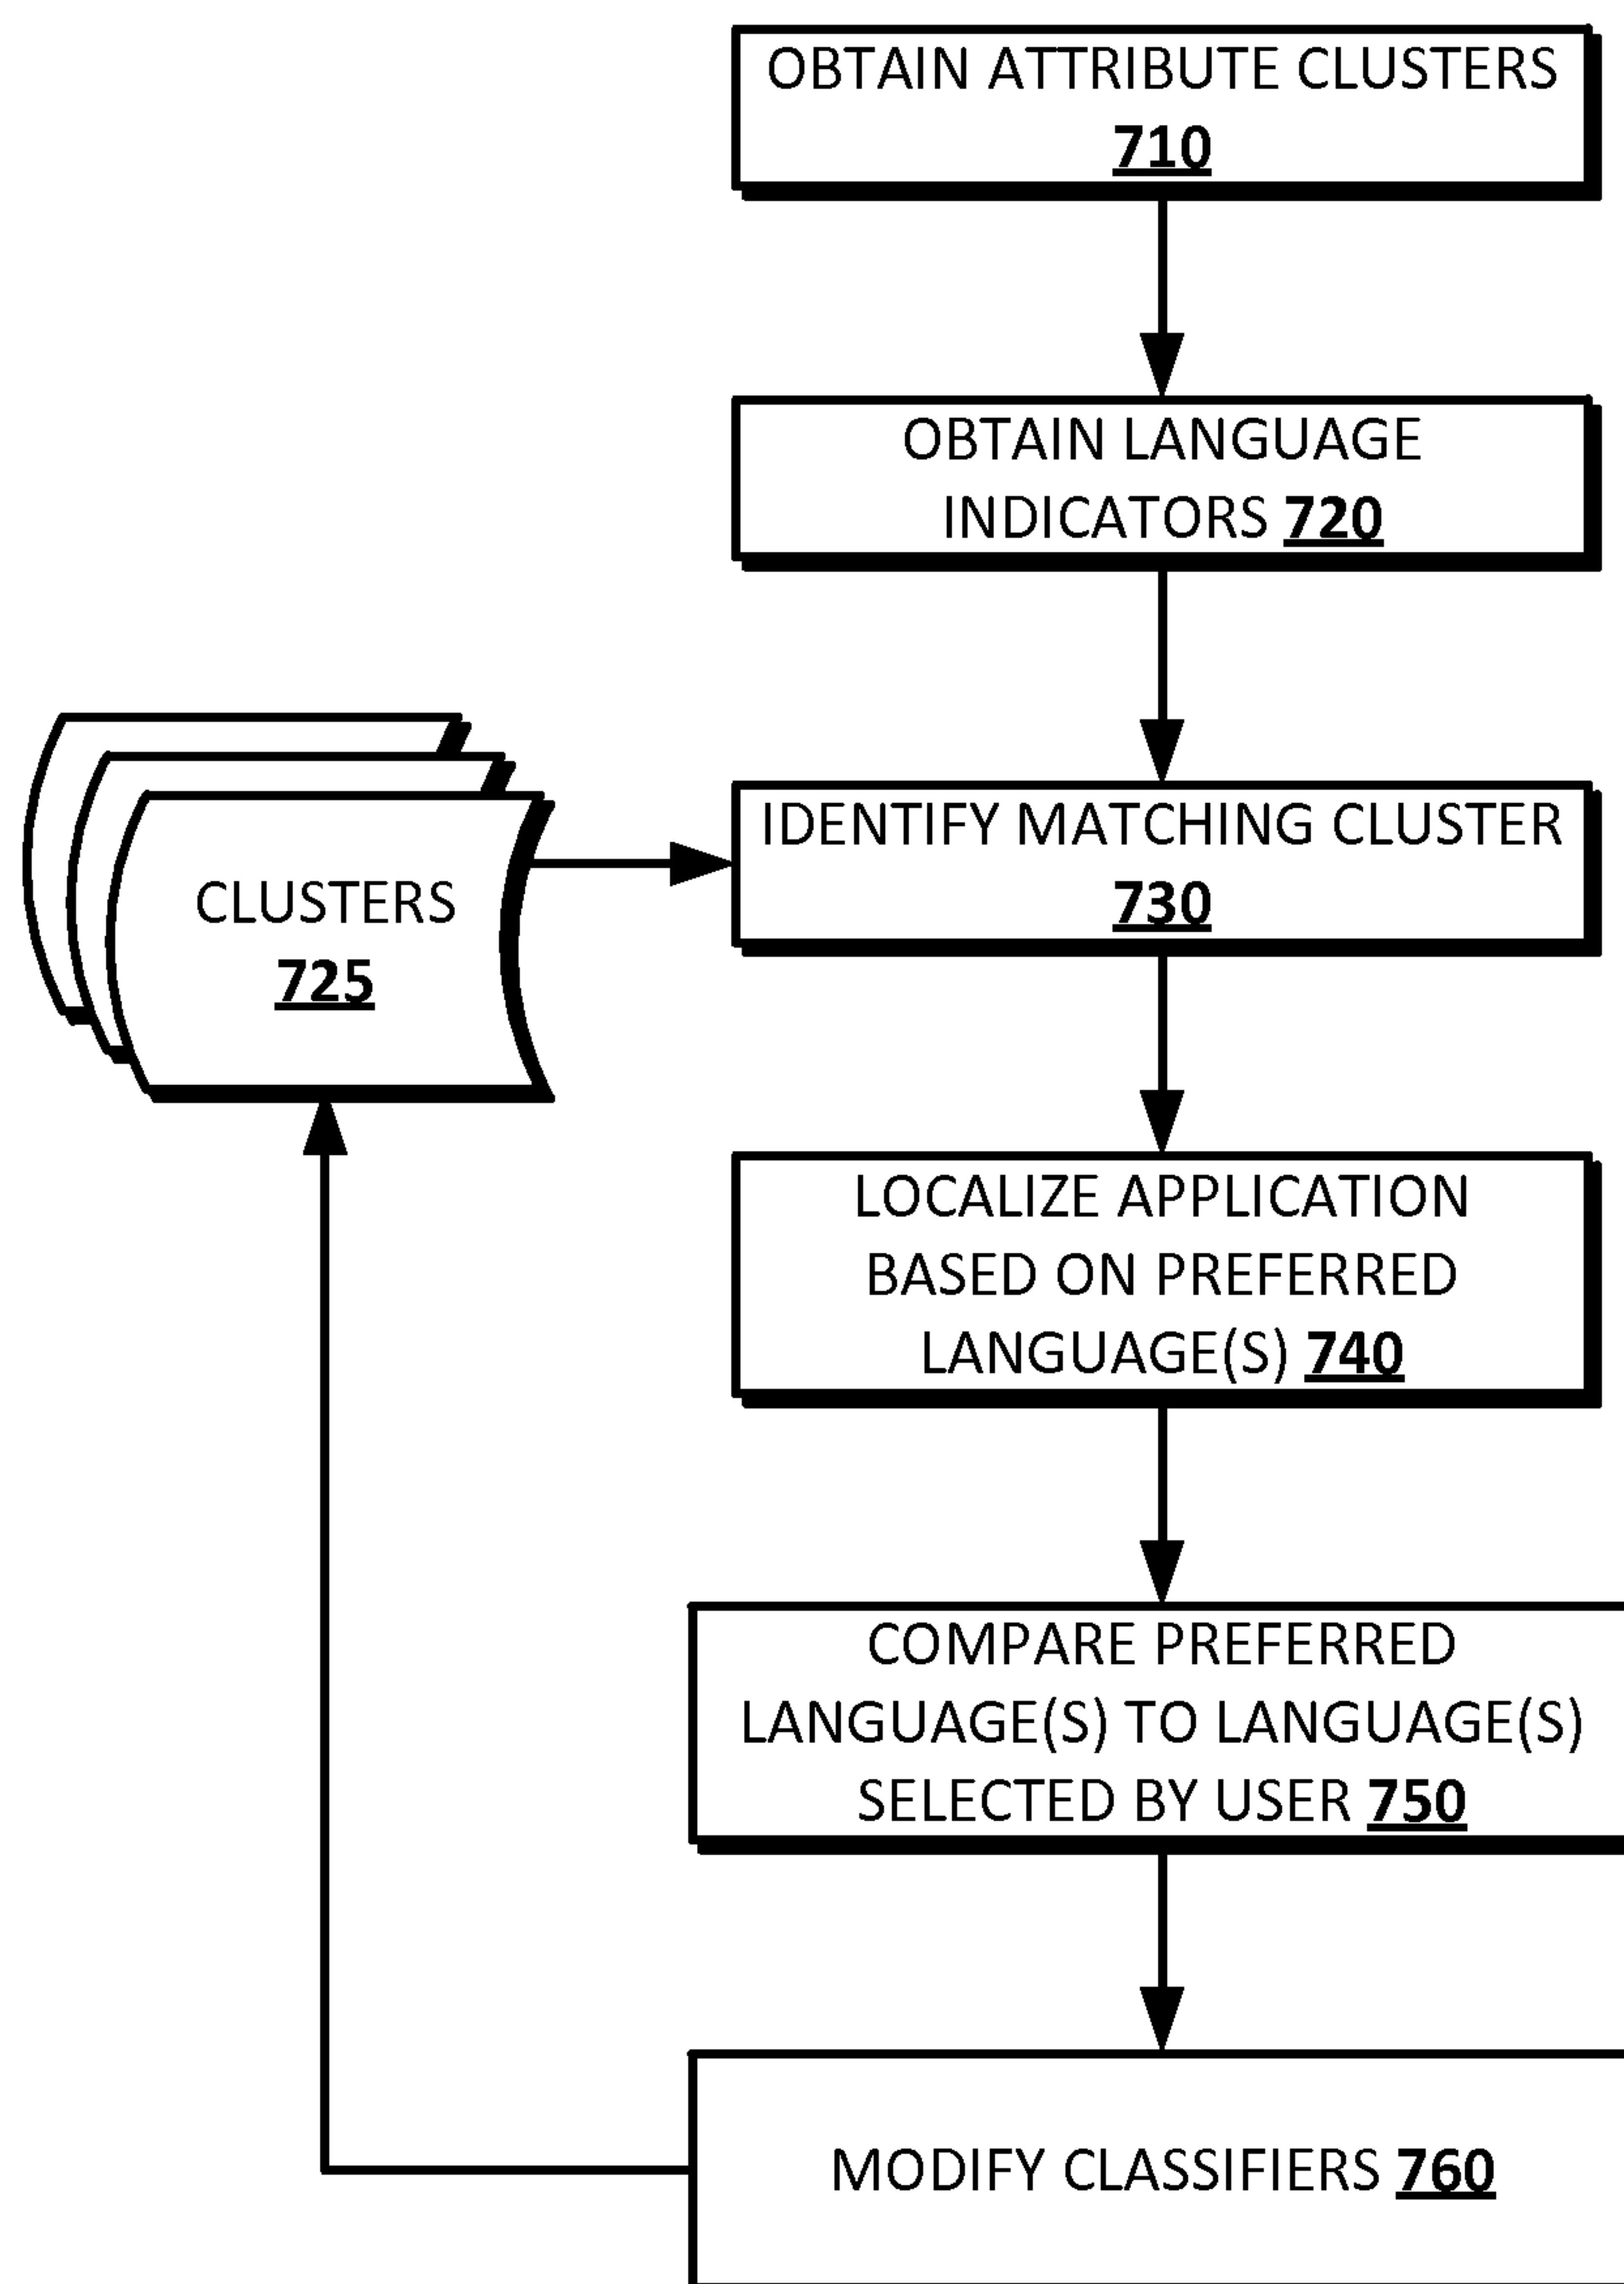 OBTAIN ATTRIBUTE CLUSTERS
710
OBTAIN LANGUAGE
INDICATORS 720
IDENTIFY MATCHING CLUSTER
730
CLUSTERS
725
LOCALIZE APPLICATION
BASED ON PREFERRED
LANGUAGE(S) 740
COMPARE PREFERRED
LANGUAGE(S) TO LANGUAGE(S)
SELECTED BY USER 750
MODIFY CLASSIFIERS 760